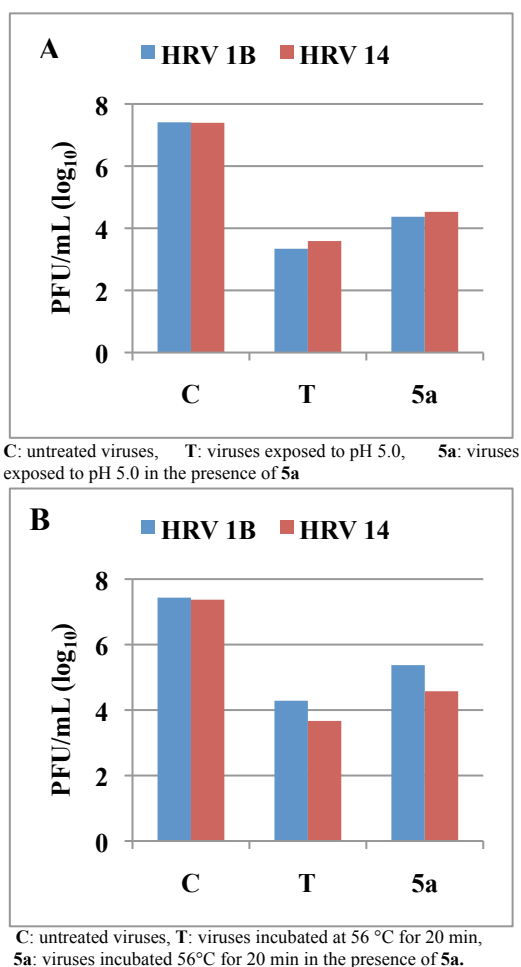 A
HRV 1B HRV 14
PFU/mL (log10)
8
6
4
2
0
C T 5a
C: untreated viruses, T: viruses exposed to pH 5.0, 5a: viruses
exposed to pH 5.0 in the presence of 5a
B
HRV 1B HRV 14
PFU/mL (log10)
8
6
4
2
0
C T 5a
C: untreated viruses, T: viruses incubated at 56 °C for 20 min,
5a: viruses incubated 56°C for 20 min in the presence of 5a.